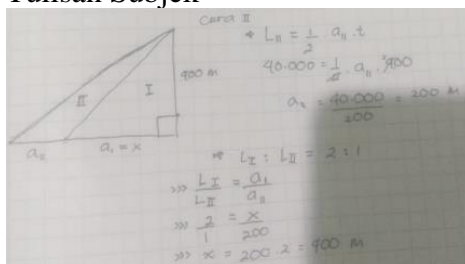 Tulisan Subjek
Cara II
→ L_II = 1/2 . a_II . t
40.000 = 1/2 . a_II . 400
a_II = 40.000/200 = 200 m
400 m
II
I
a_II
a_I = x
→ L_I : L_II = 2 : 1
>>> L_I/L_II = a_I/a_II
>>> 2/1 = x/200
>>> x = 200 . 2 = 400 m